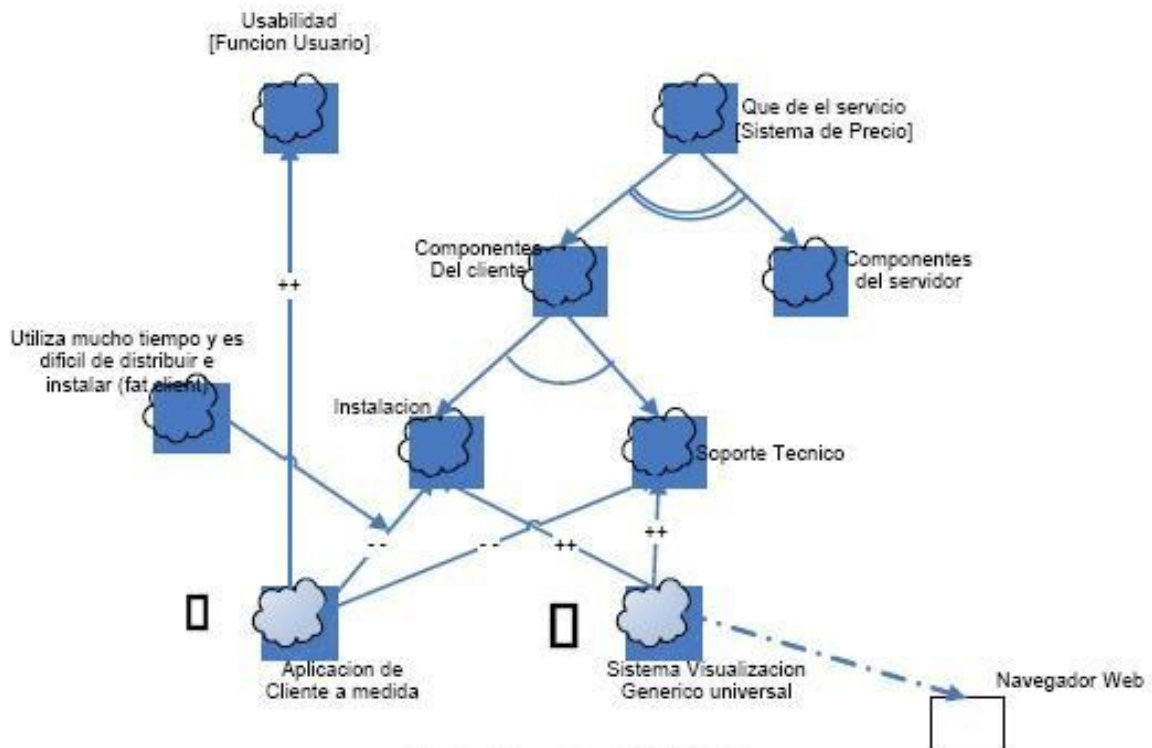 Usabilidad
[Funcion Usuario]
Que de el servicio
[Sistema de Precio]
Componentes
Del cliente
Componentes
del servidor
++
Utiliza mucho tiempo y es
dificil de distribuir e
instalar (fat client)
Instalacion
Soporte Tecnico
--
--
++
++
Aplicacion de
Cliente a medida
Sistema Visualizacion
Generico universal
Navegador Web